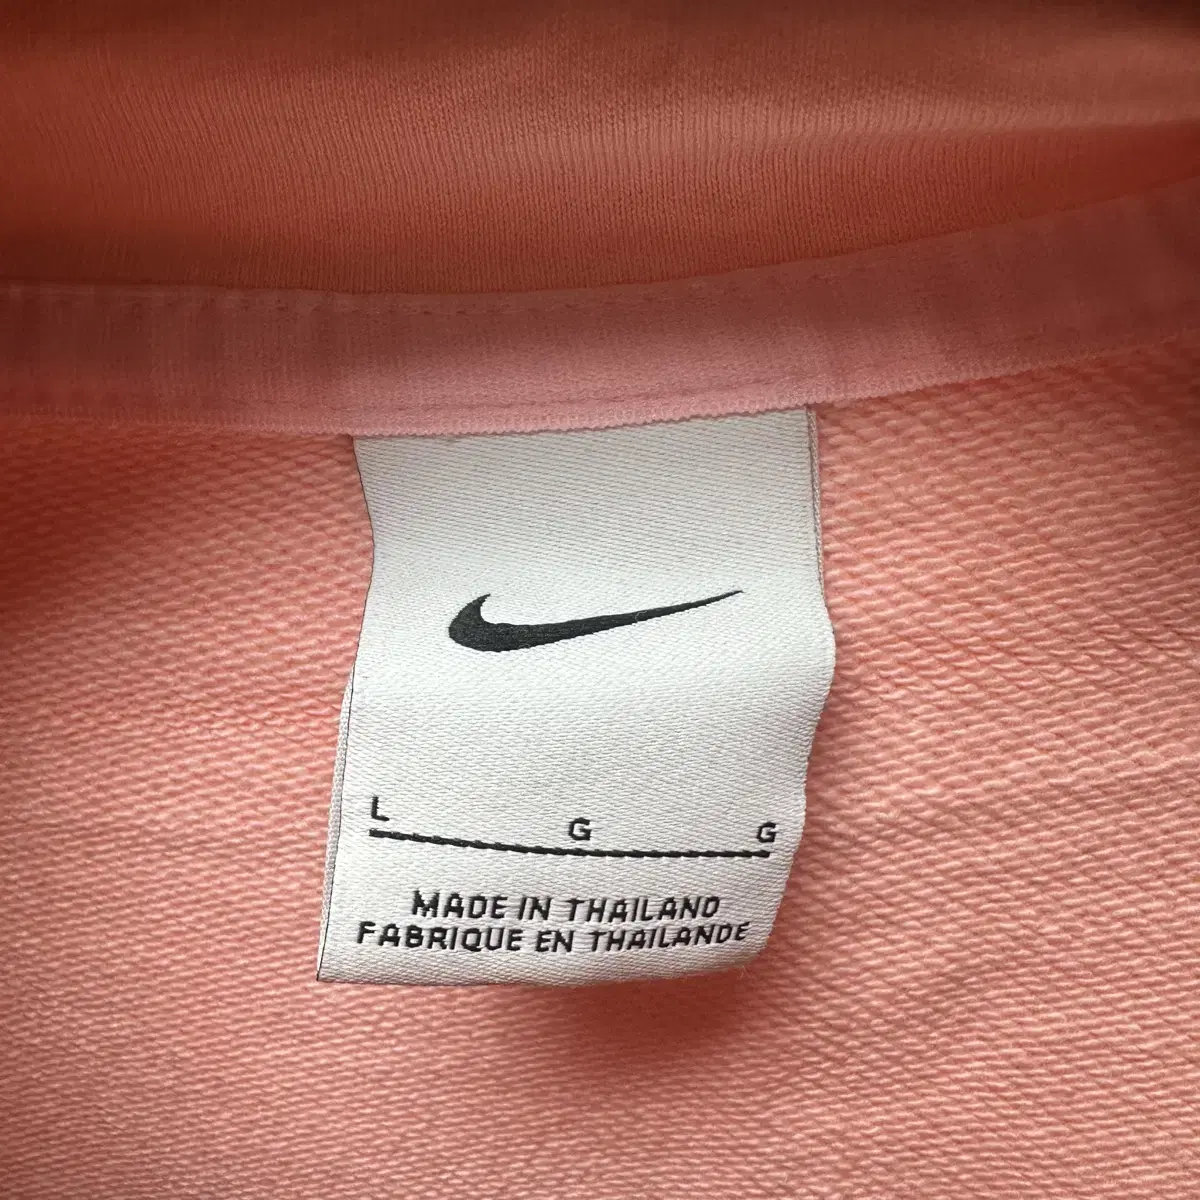 L G G
MADE IN THAILAND
FABRIQUE EN THAILANDE